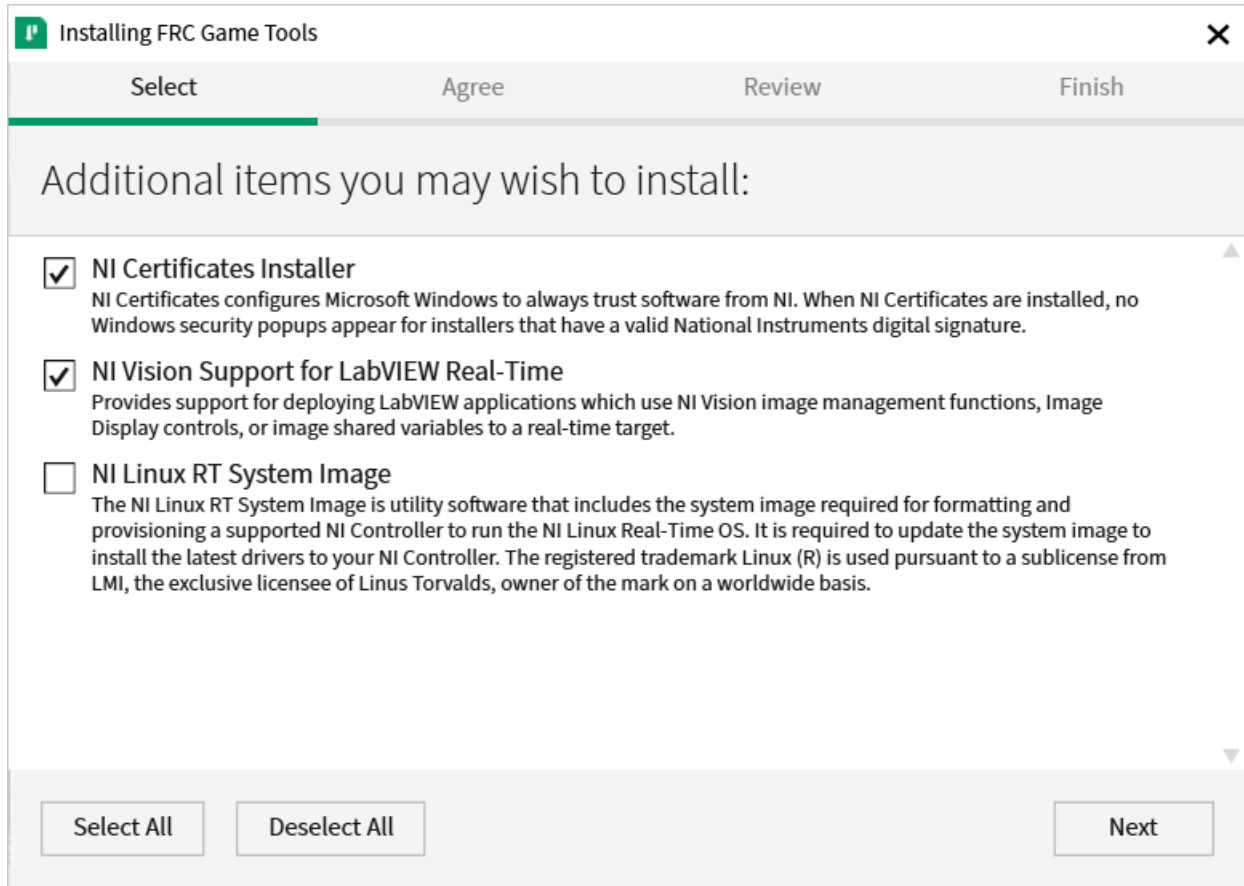 Installing FRC Game Tools
Select
Agree
Review
Finish
Additional items you may wish to install:
NI Certificates Installer
NI Certificates configures Microsoft Windows to always trust software from NI. When NI Certificates are installed, no
Windows security popups appear for installers that have a valid National Instruments digital signature.
NI Vision Support for LabVIEW Real-Time
Provides support for deploying LabVIEW applications which use NI Vision image management functions, Image
Display controls, or image shared variables to a real-time target.
NI Linux RT System Image
The NI Linux RT System Image is utility software that includes the system image required for formatting and
provisioning a supported NI Controller to run the NI Linux Real-Time OS. It is required to update the system image to
install the latest drivers to your NI Controller. The registered trademark Linux (R) is used pursuant to a sublicense from
LMI, the exclusive licensee of Linus Torvalds, owner of the mark on a worldwide basis.
Select All
Deselect All
Next